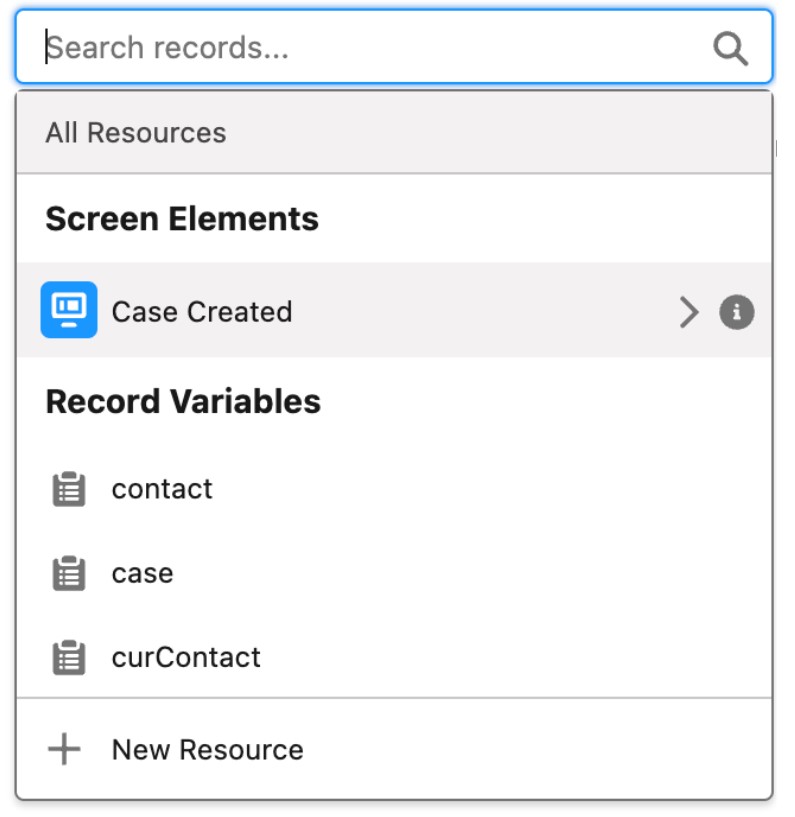 Search records...
All Resources
Screen Elements
Case Created
Record Variables
contact
case
curContact
New Resource